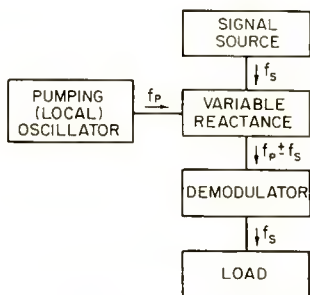 SIGNAL
SOURCE
f_S
PUMPING
(LOCAL)
OSCILLATOR
f_P
VARIABLE
REACTANCE
f_P ± f_S
DEMODULATOR
f_S
LOAD